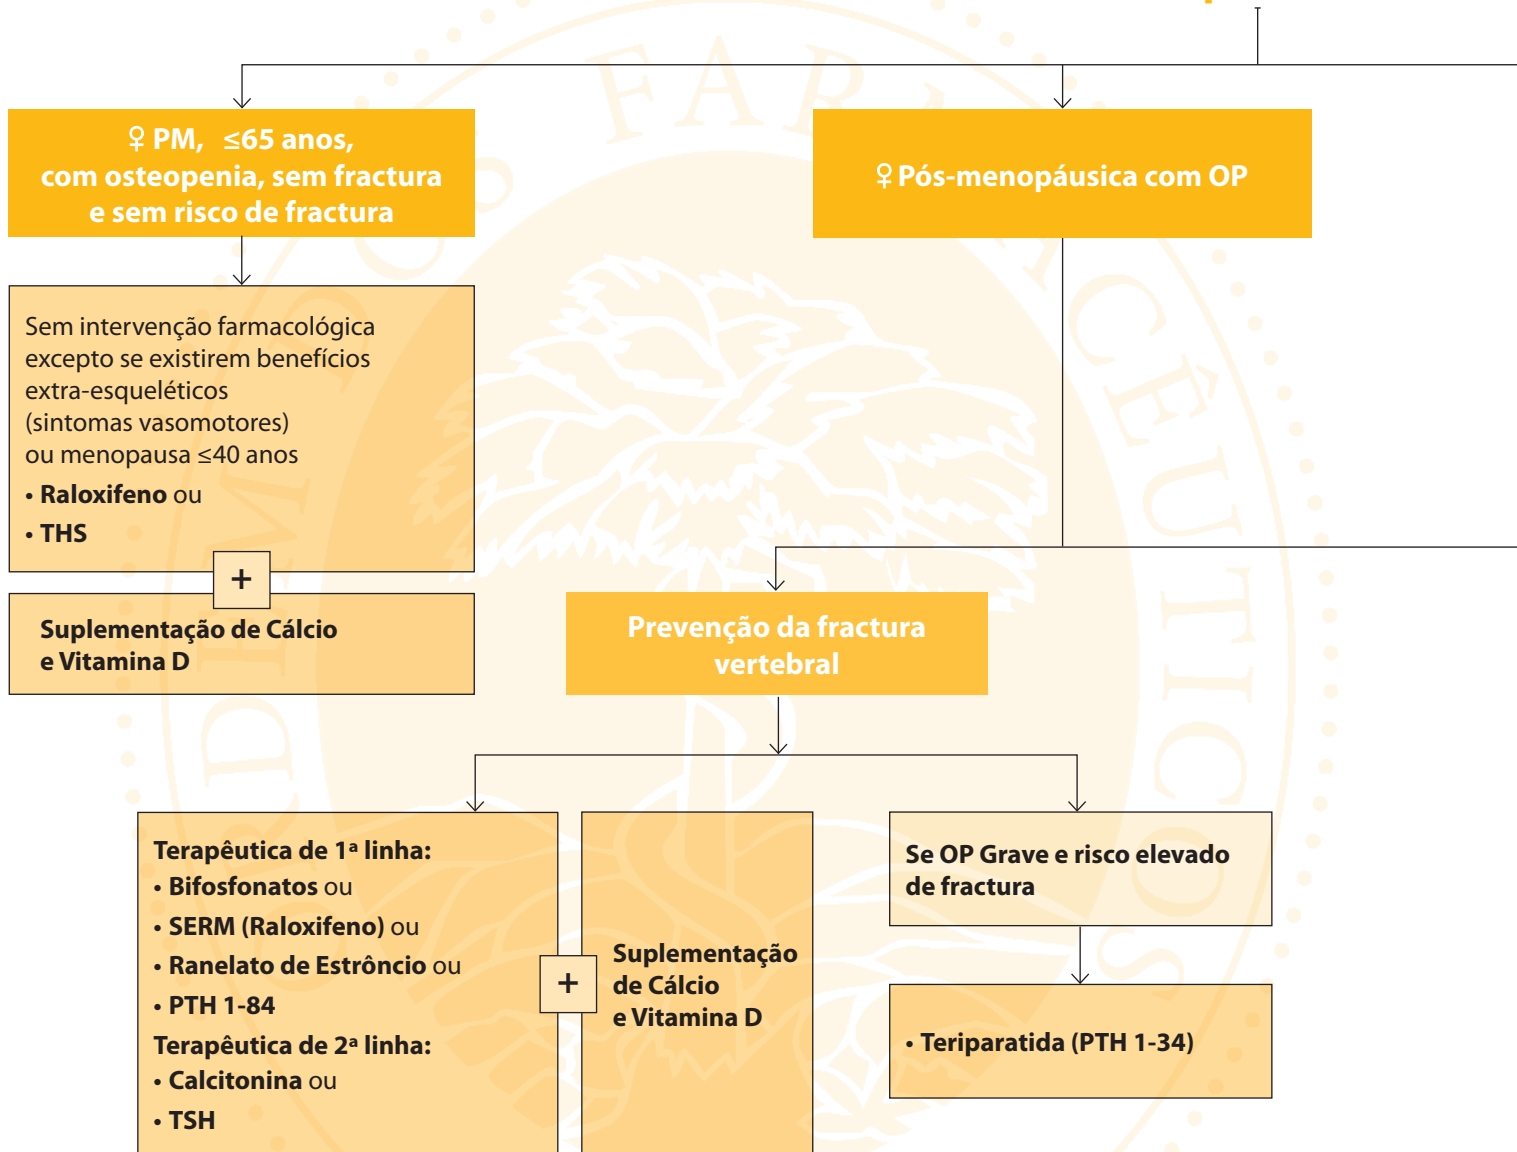 ♀ PM, ≤65 anos,
com osteopenia, sem fractura
e sem risco de fractura
♀ Pós-menopáusica com OP
Sem intervenção farmacológica
excepto se existirem benefícios
extra-esqueléticos
(sintomas vasomotores)
ou menopausa ≤40 anos
• Raloxifeno ou
• THS
+
Suplementação de Cálcio
e Vitamina D
Prevenção da fractura
vertebral
Terapêutica de 1ª linha:
• Bifosfonatos ou
• SERM (Raloxifeno) ou
• Ranelato de Estrôncio ou
• PTH 1-84
Terapêutica de 2ª linha:
• Calcitonina ou
• TSH
+
Suplementação
de Cálcio
e Vitamina D
Se OP Grave e risco elevado
de fractura
• Teriparatida (PTH 1-34)
ORDEM DOS FARMACÊUTICOS